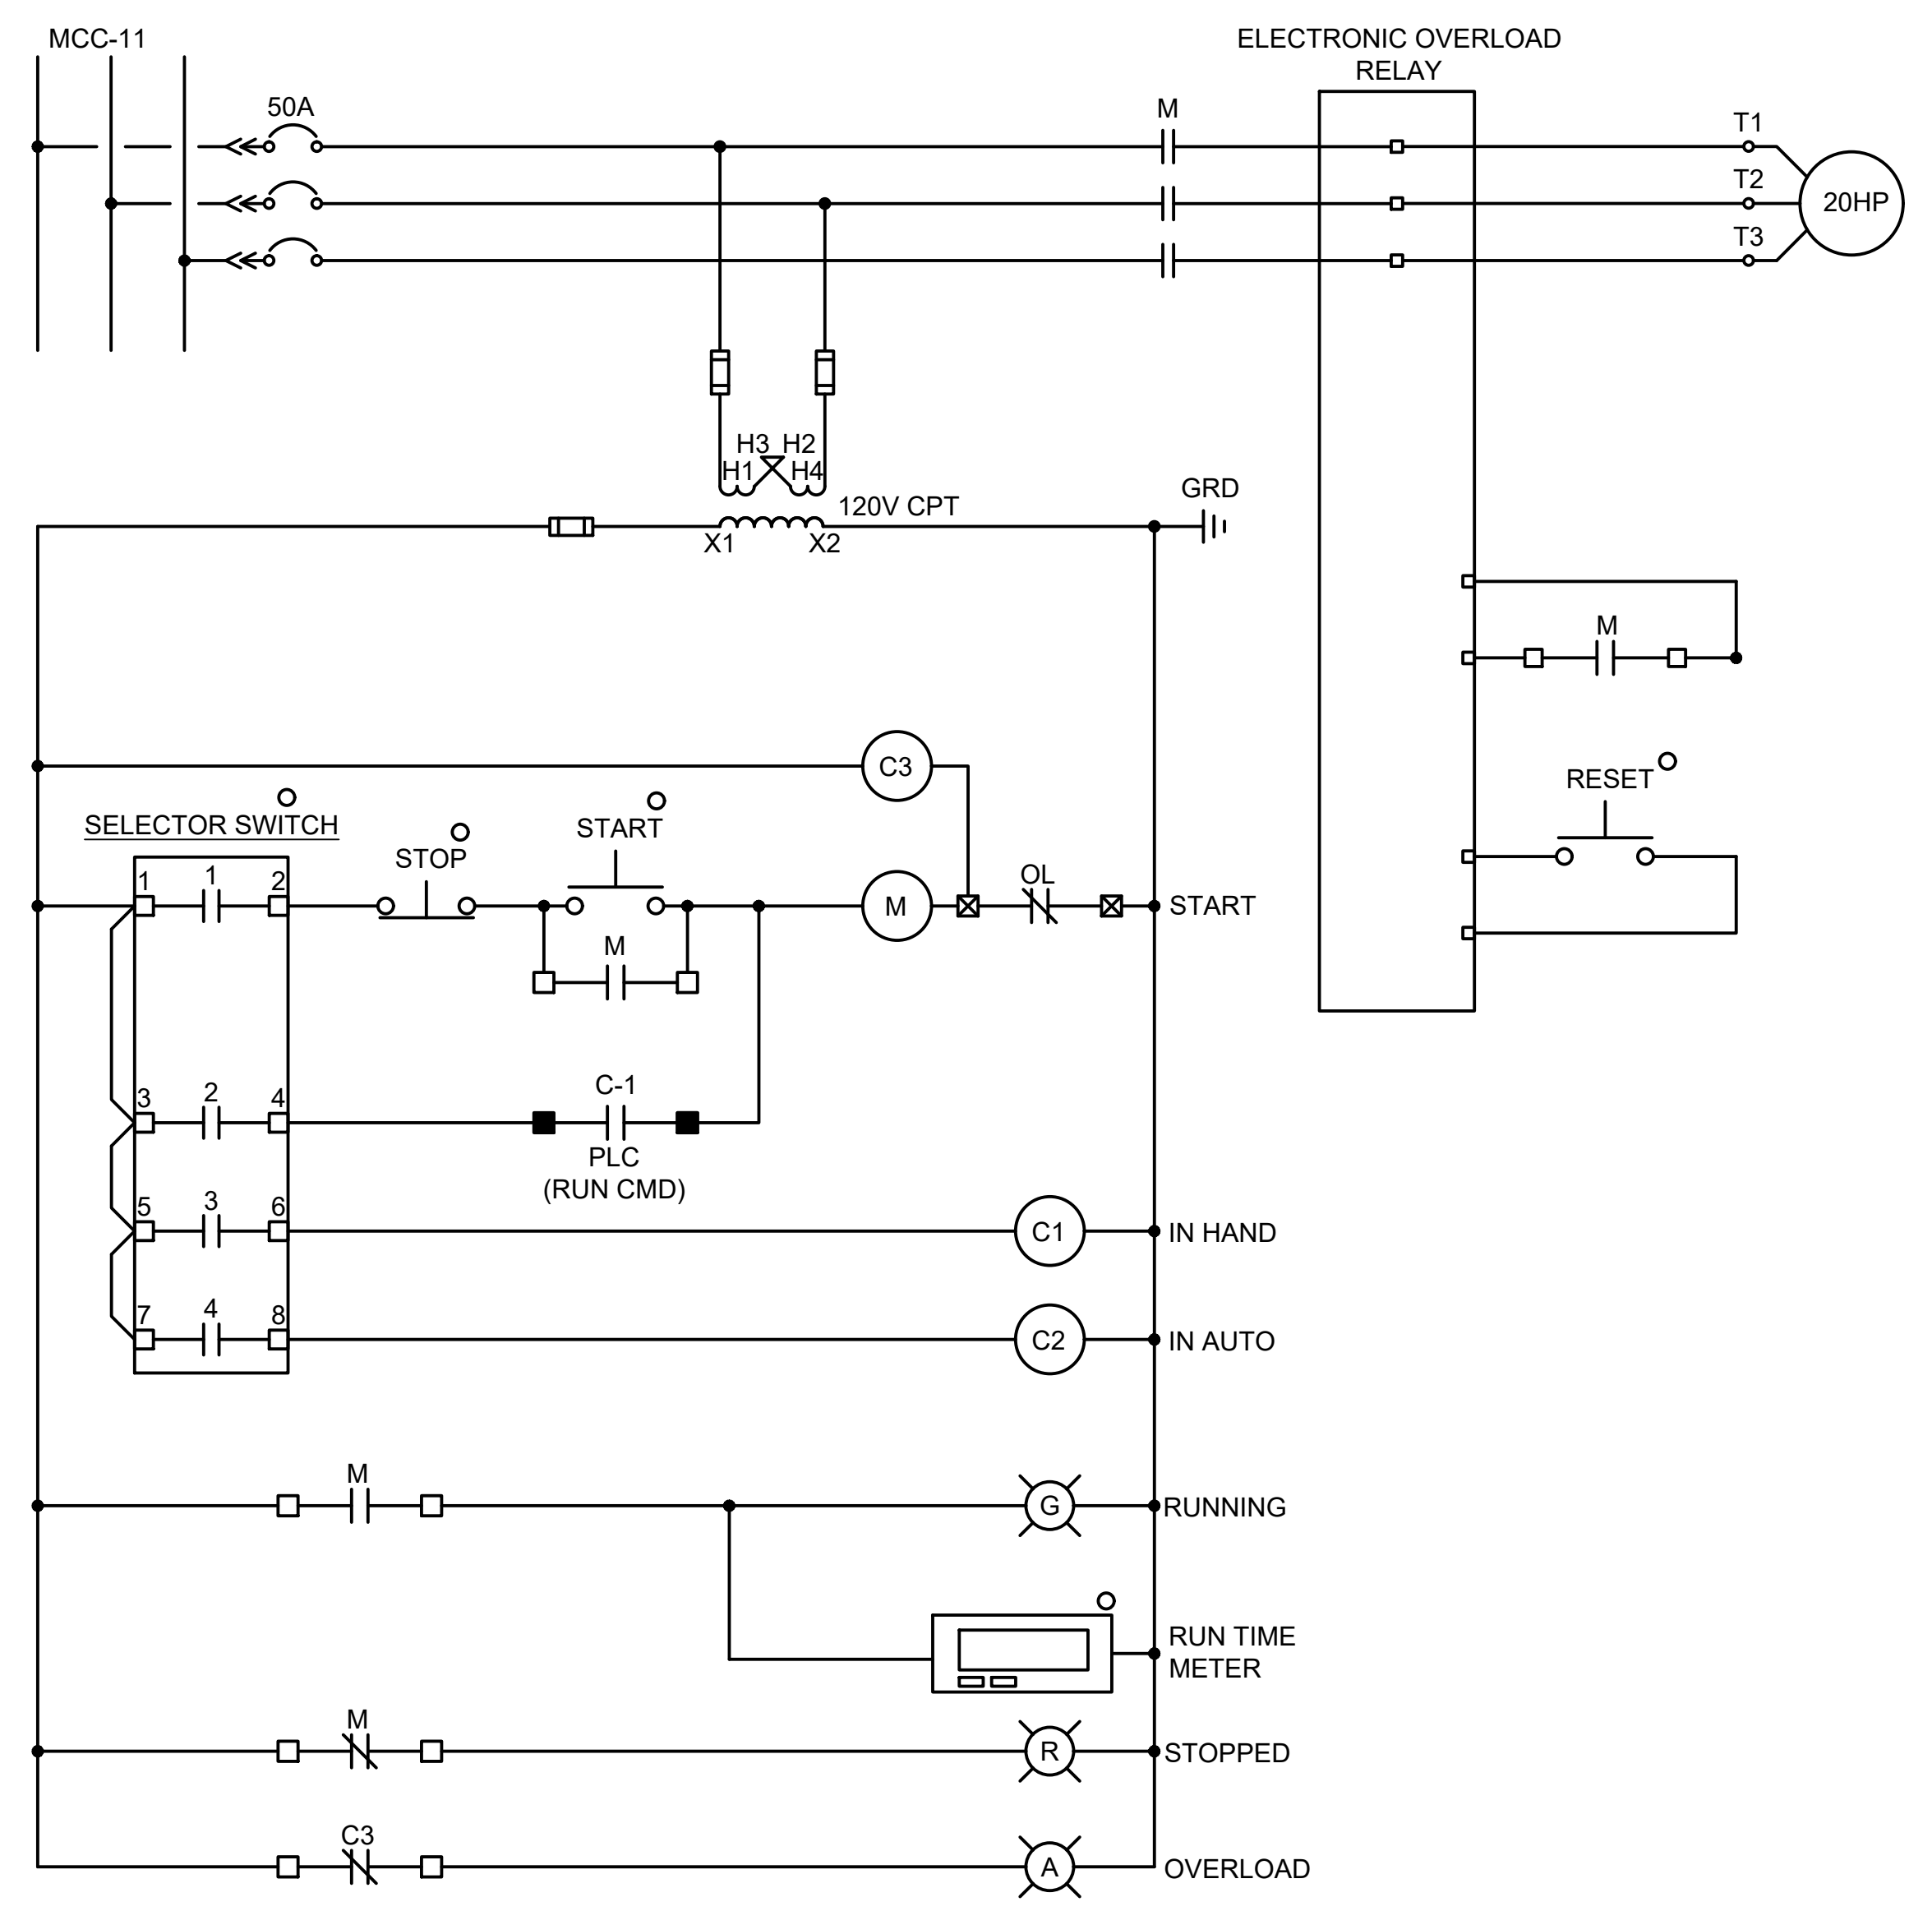 MCC-11
ELECTRONIC OVERLOAD
RELAY
50A
M
T1
T2
20HP
T3
H3 H2
H1 H4
120V CPT
GRD
X1 X2
M
C3
RESET
SELECTOR SWITCH
START
STOP
1 1 2
OL
M
START
M
3 2 4
C-1
PLC
(RUN CMD)
5 3 6
C1
IN HAND
7 4 8
C2
IN AUTO
M
G
RUNNING
RUN TIME
METER
M
R
STOPPED
C3
A
OVERLOAD